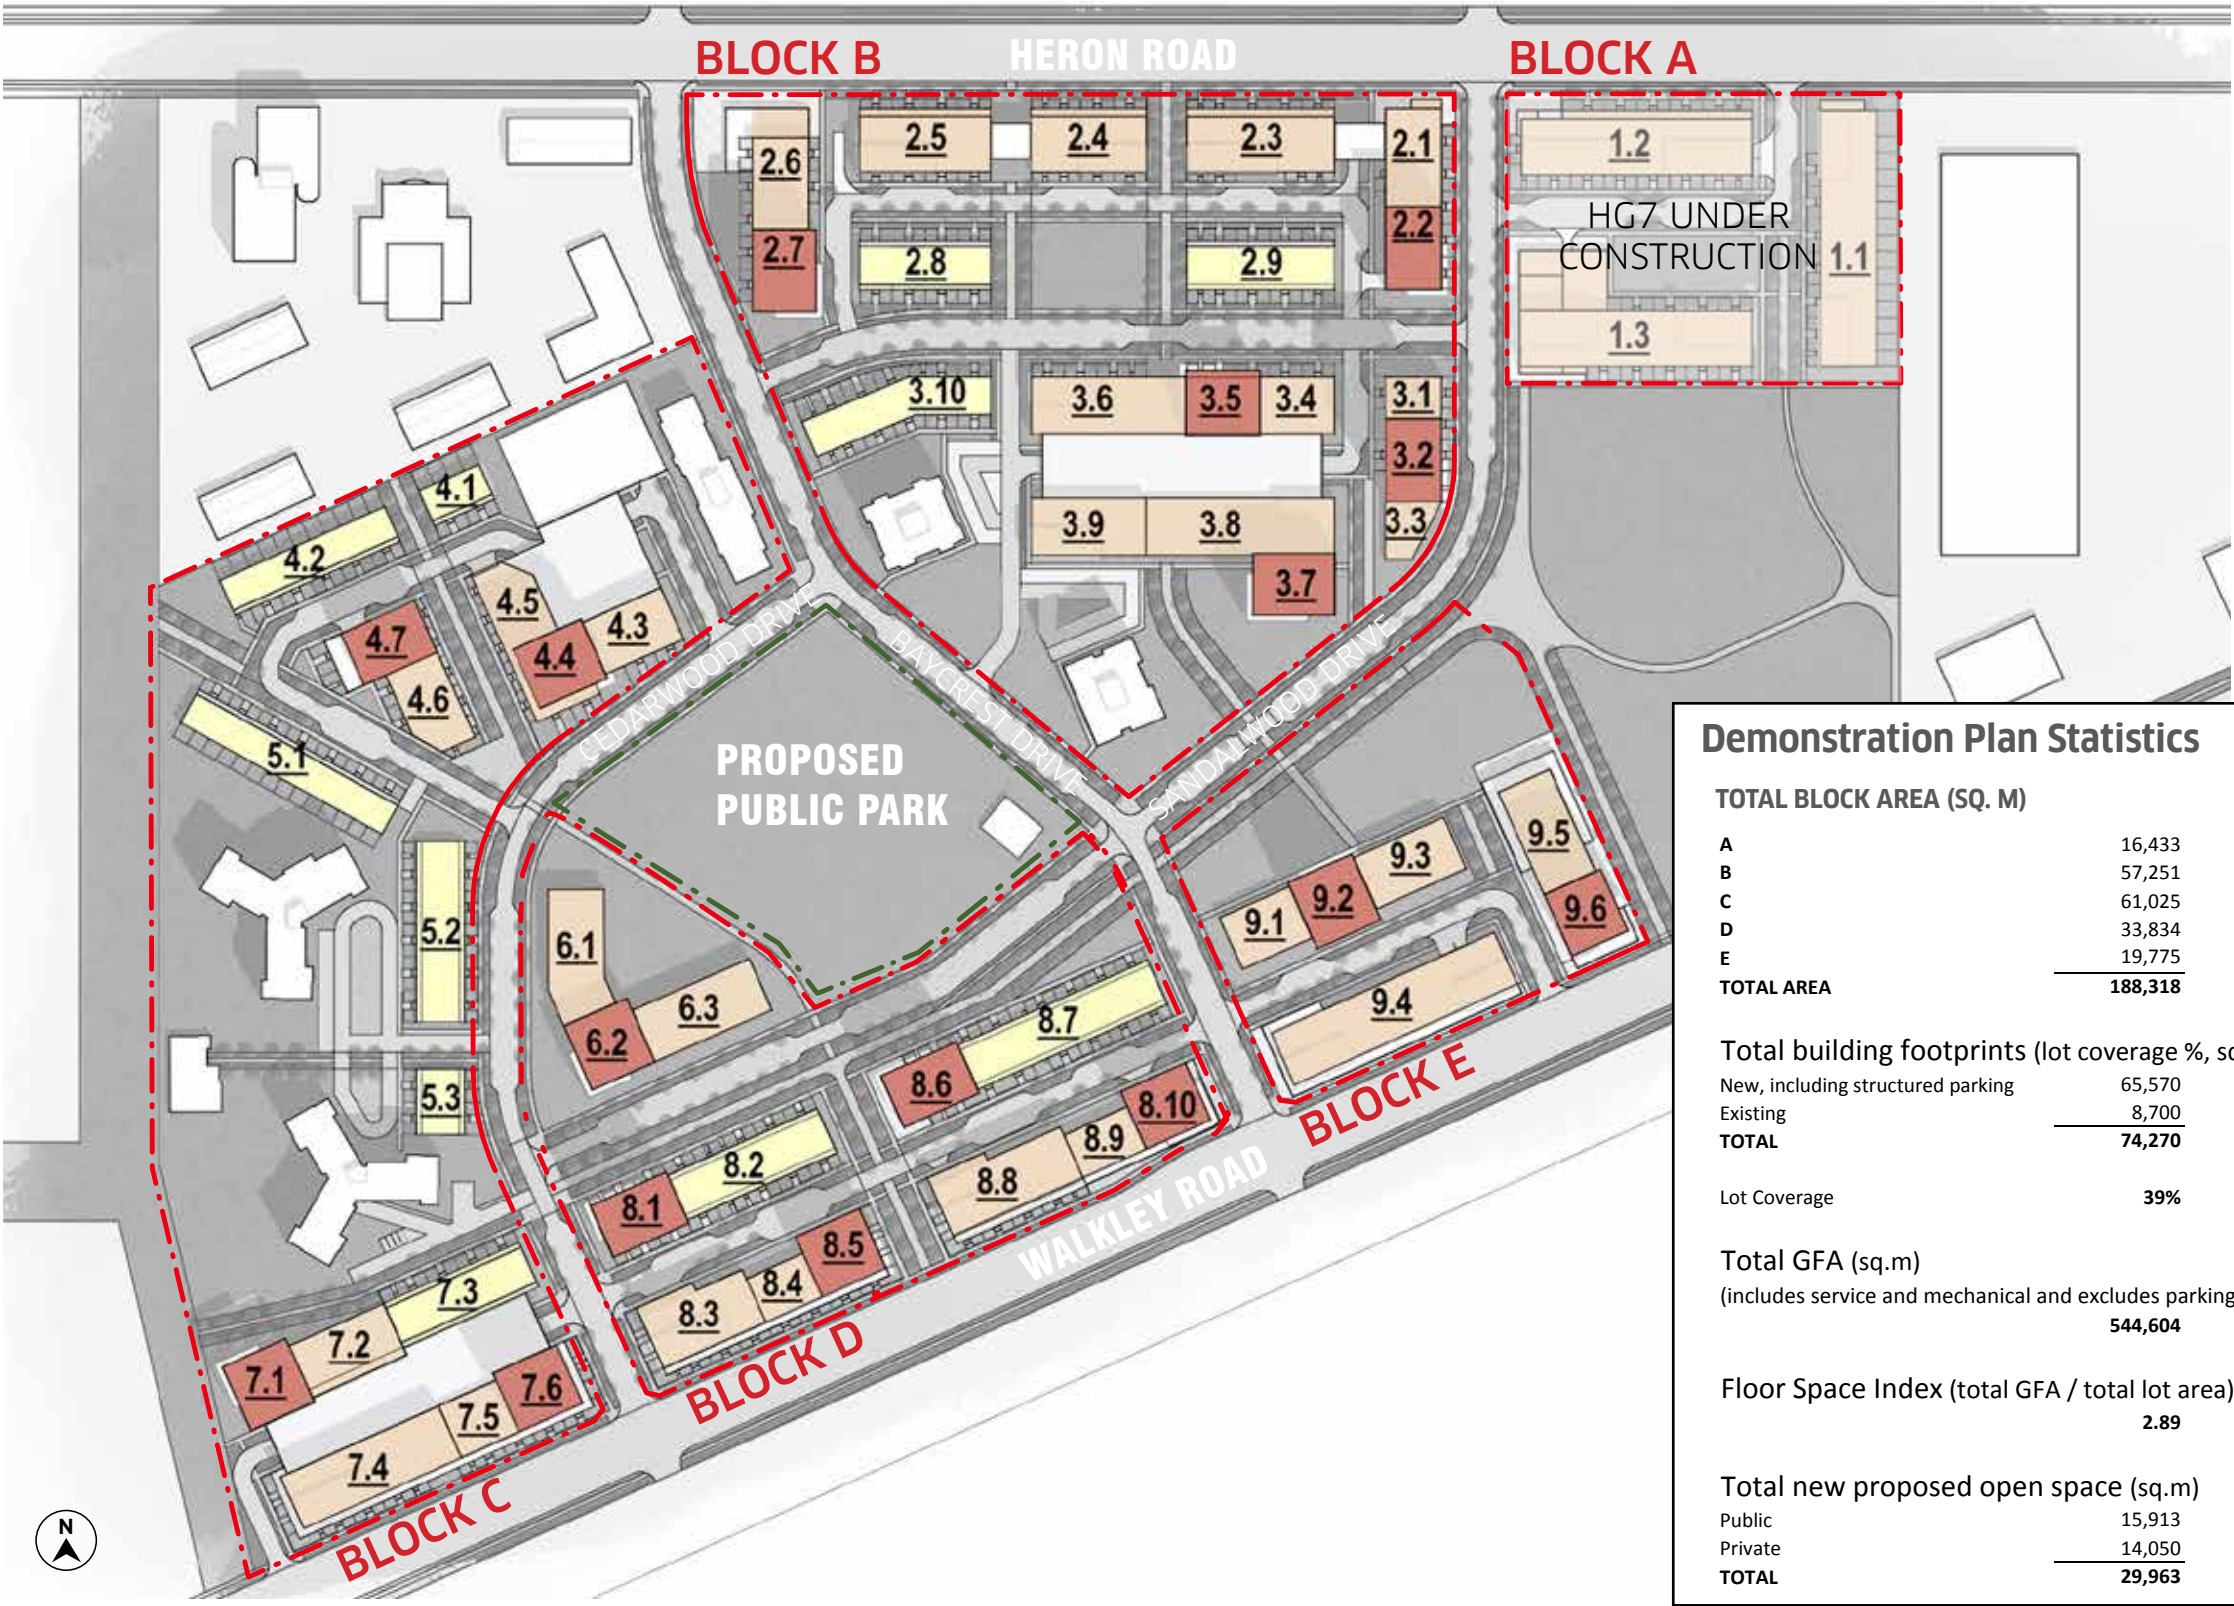 BLOCK B
HERON ROAD
BLOCK A
2.6
2.5
2.4
2.3
2.1
1.2
2.7
2.8
2.9
2.2
HG7 UNDER
CONSTRUCTION
1.1
1.3
3.10
3.6
3.5
3.4
3.1
3.2
3.9
3.8
3.3
3.7
4.1
4.2
4.5
4.3
4.7
4.4
4.6
CEDARWOOD DRIVE
BAYCREST DRIVE
SANDALWOOD DRIVE
PROPOSED
PUBLIC PARK
5.1
5.2
5.3
6.1
6.2
6.3
9.1
9.2
9.3
9.5
9.6
9.4
8.7
8.6
8.10
8.9
8.8
8.2
8.1
8.5
8.4
8.3
BLOCK E
WALKLEY ROAD
BLOCK D
7.3
7.2
7.1
7.6
7.5
7.4
BLOCK C
N
Demonstration Plan Statistics
TOTAL BLOCK AREA (SQ. M)
A 16,433
B 57,251
C 61,025
D 33,834
E 19,775
TOTAL AREA 188,318
Total building footprints (lot coverage %, sq
New, including structured parking 65,570
Existing 8,700
TOTAL 74,270
Lot Coverage 39%
Total GFA (sq.m)
(includes service and mechanical and excludes parking
544,604
Floor Space Index (total GFA / total lot area)
2.89
Total new proposed open space (sq.m)
Public 15,913
Private 14,050
TOTAL 29,963